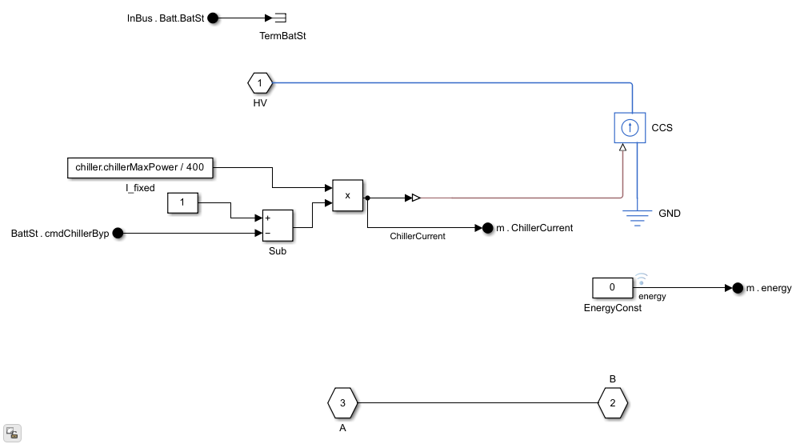 InBus . Batt.BatSt
TermBatSt
1
HV
CCS
chiller.chillerMaxPower / 400
I_fixed
x
1
+
−
Sub
BattSt . cmdChillerByp
ChillerCurrent
m . ChillerCurrent
GND
0
energy
EnergyConst
m . energy
B
3
2
A